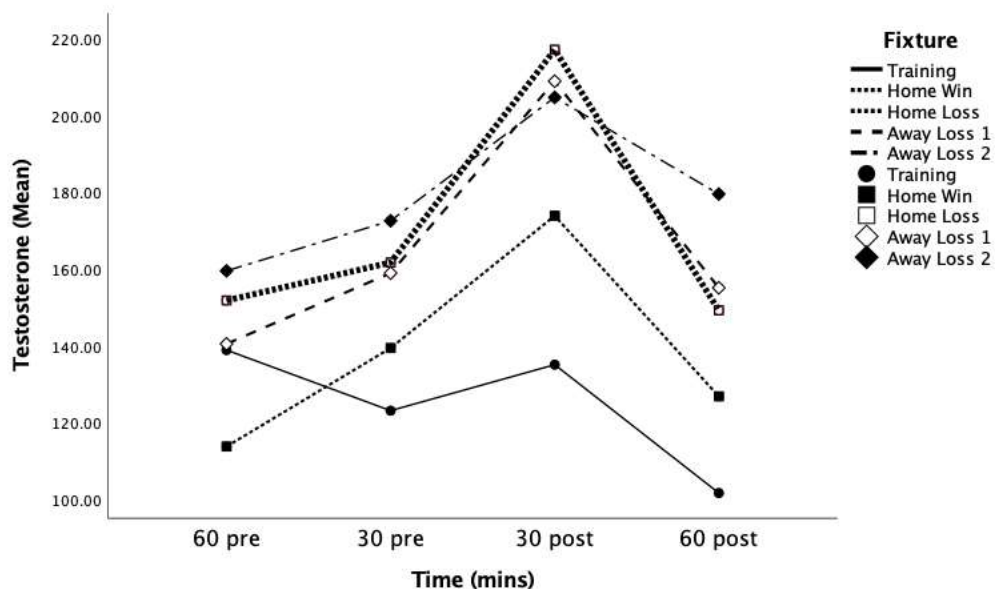 220.00
200.00
180.00
160.00
140.00
120.00
100.00
Testosterone (Mean)
60 pre
30 pre
30 post
60 post
Time (mins)
Fixture
Training
Home Win
Home Loss
Away Loss 1
Away Loss 2
Training
Home Win
Home Loss
Away Loss 1
Away Loss 2